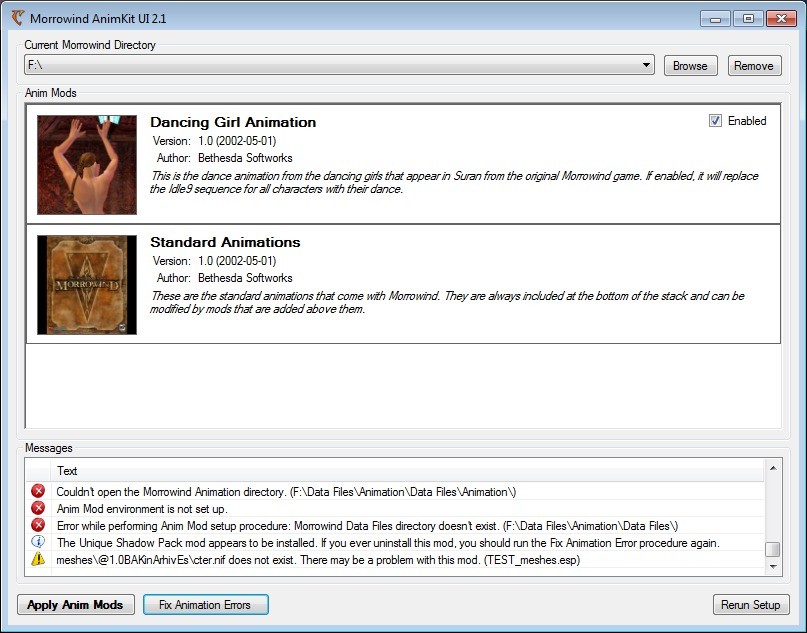 Morrowind AnimKit UI 2.1
Current Morrowind Directory
F:\
Browse
Remove
Anim Mods
Dancing Girl Animation
Enabled
Version: 1.0 (2002-05-01)
Author: Bethesda Softworks
This is the dance animation from the dancing girls that appear in Suran from the original Morrowind game. If enabled, it will replace
the Idle9 sequence for all characters with their dance.
MORROWIND
Standard Animations
Version: 1.0 (2002-05-01)
Author: Bethesda Softworks
These are the standard animations that come with Morrowind. They are always included at the bottom of the stack and can be
modified by mods that are added above them.
Messages
Text
Couldn't open the Morrowind Animation directory. (F:\Data Files\Animation\Data Files\Animation\)
Anim Mod environment is not set up.
Error while performing Anim Mod setup procedure: Morrowind Data Files directory doesn't exist. (F:\Data Files\Animation\Data Files\)
The Unique Shadow Pack mod appears to be installed. If you ever uninstall this mod, you should run the Fix Animation Error procedure again.
meshes\@1.0BAKinArhivEs\cter.nif does not exist. There may be a problem with this mod. (TEST_meshes.esp)
Apply Anim Mods
Fix Animation Errors
Rerun Setup